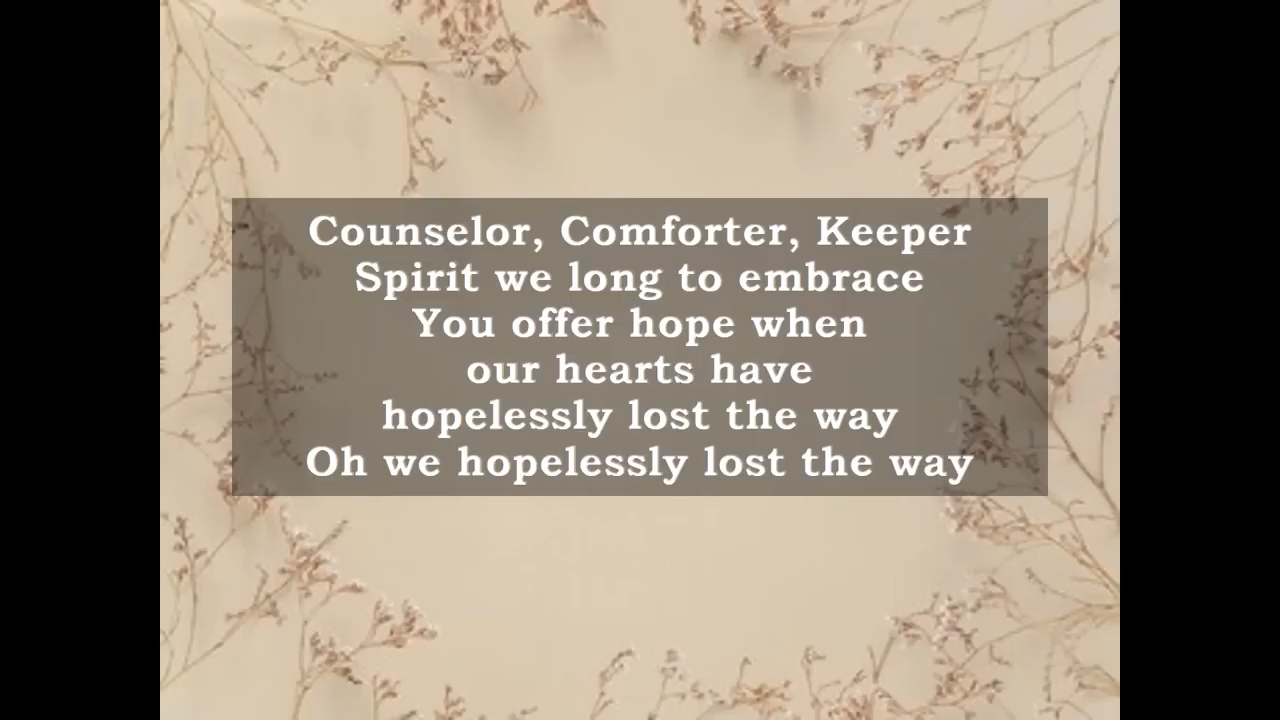 Counselor, Comforter, Keeper
Spirit we long to embrace
You offer hope when
our hearts have
hopelessly lost the way
Oh we hopelessly lost the way